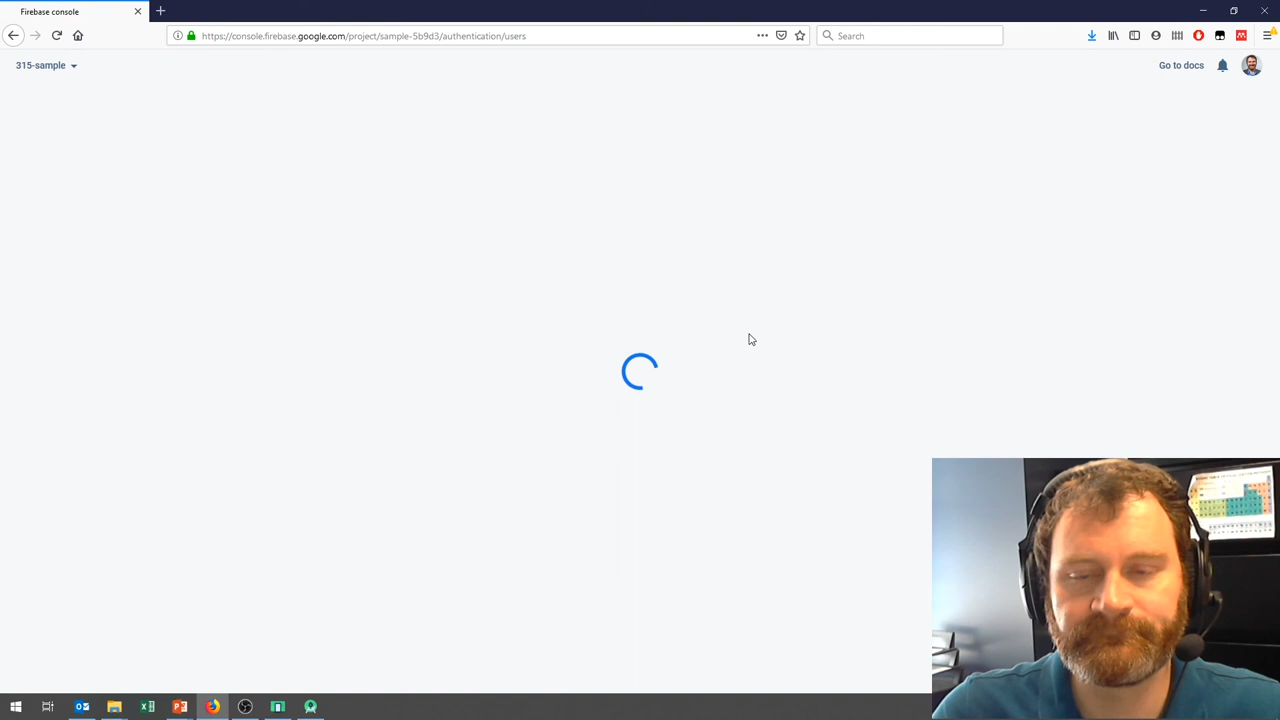 Firebase console
https://console.firebase.google.com/project/sample-5b9d3/authentication/users
Search
315-sample
Go to docs